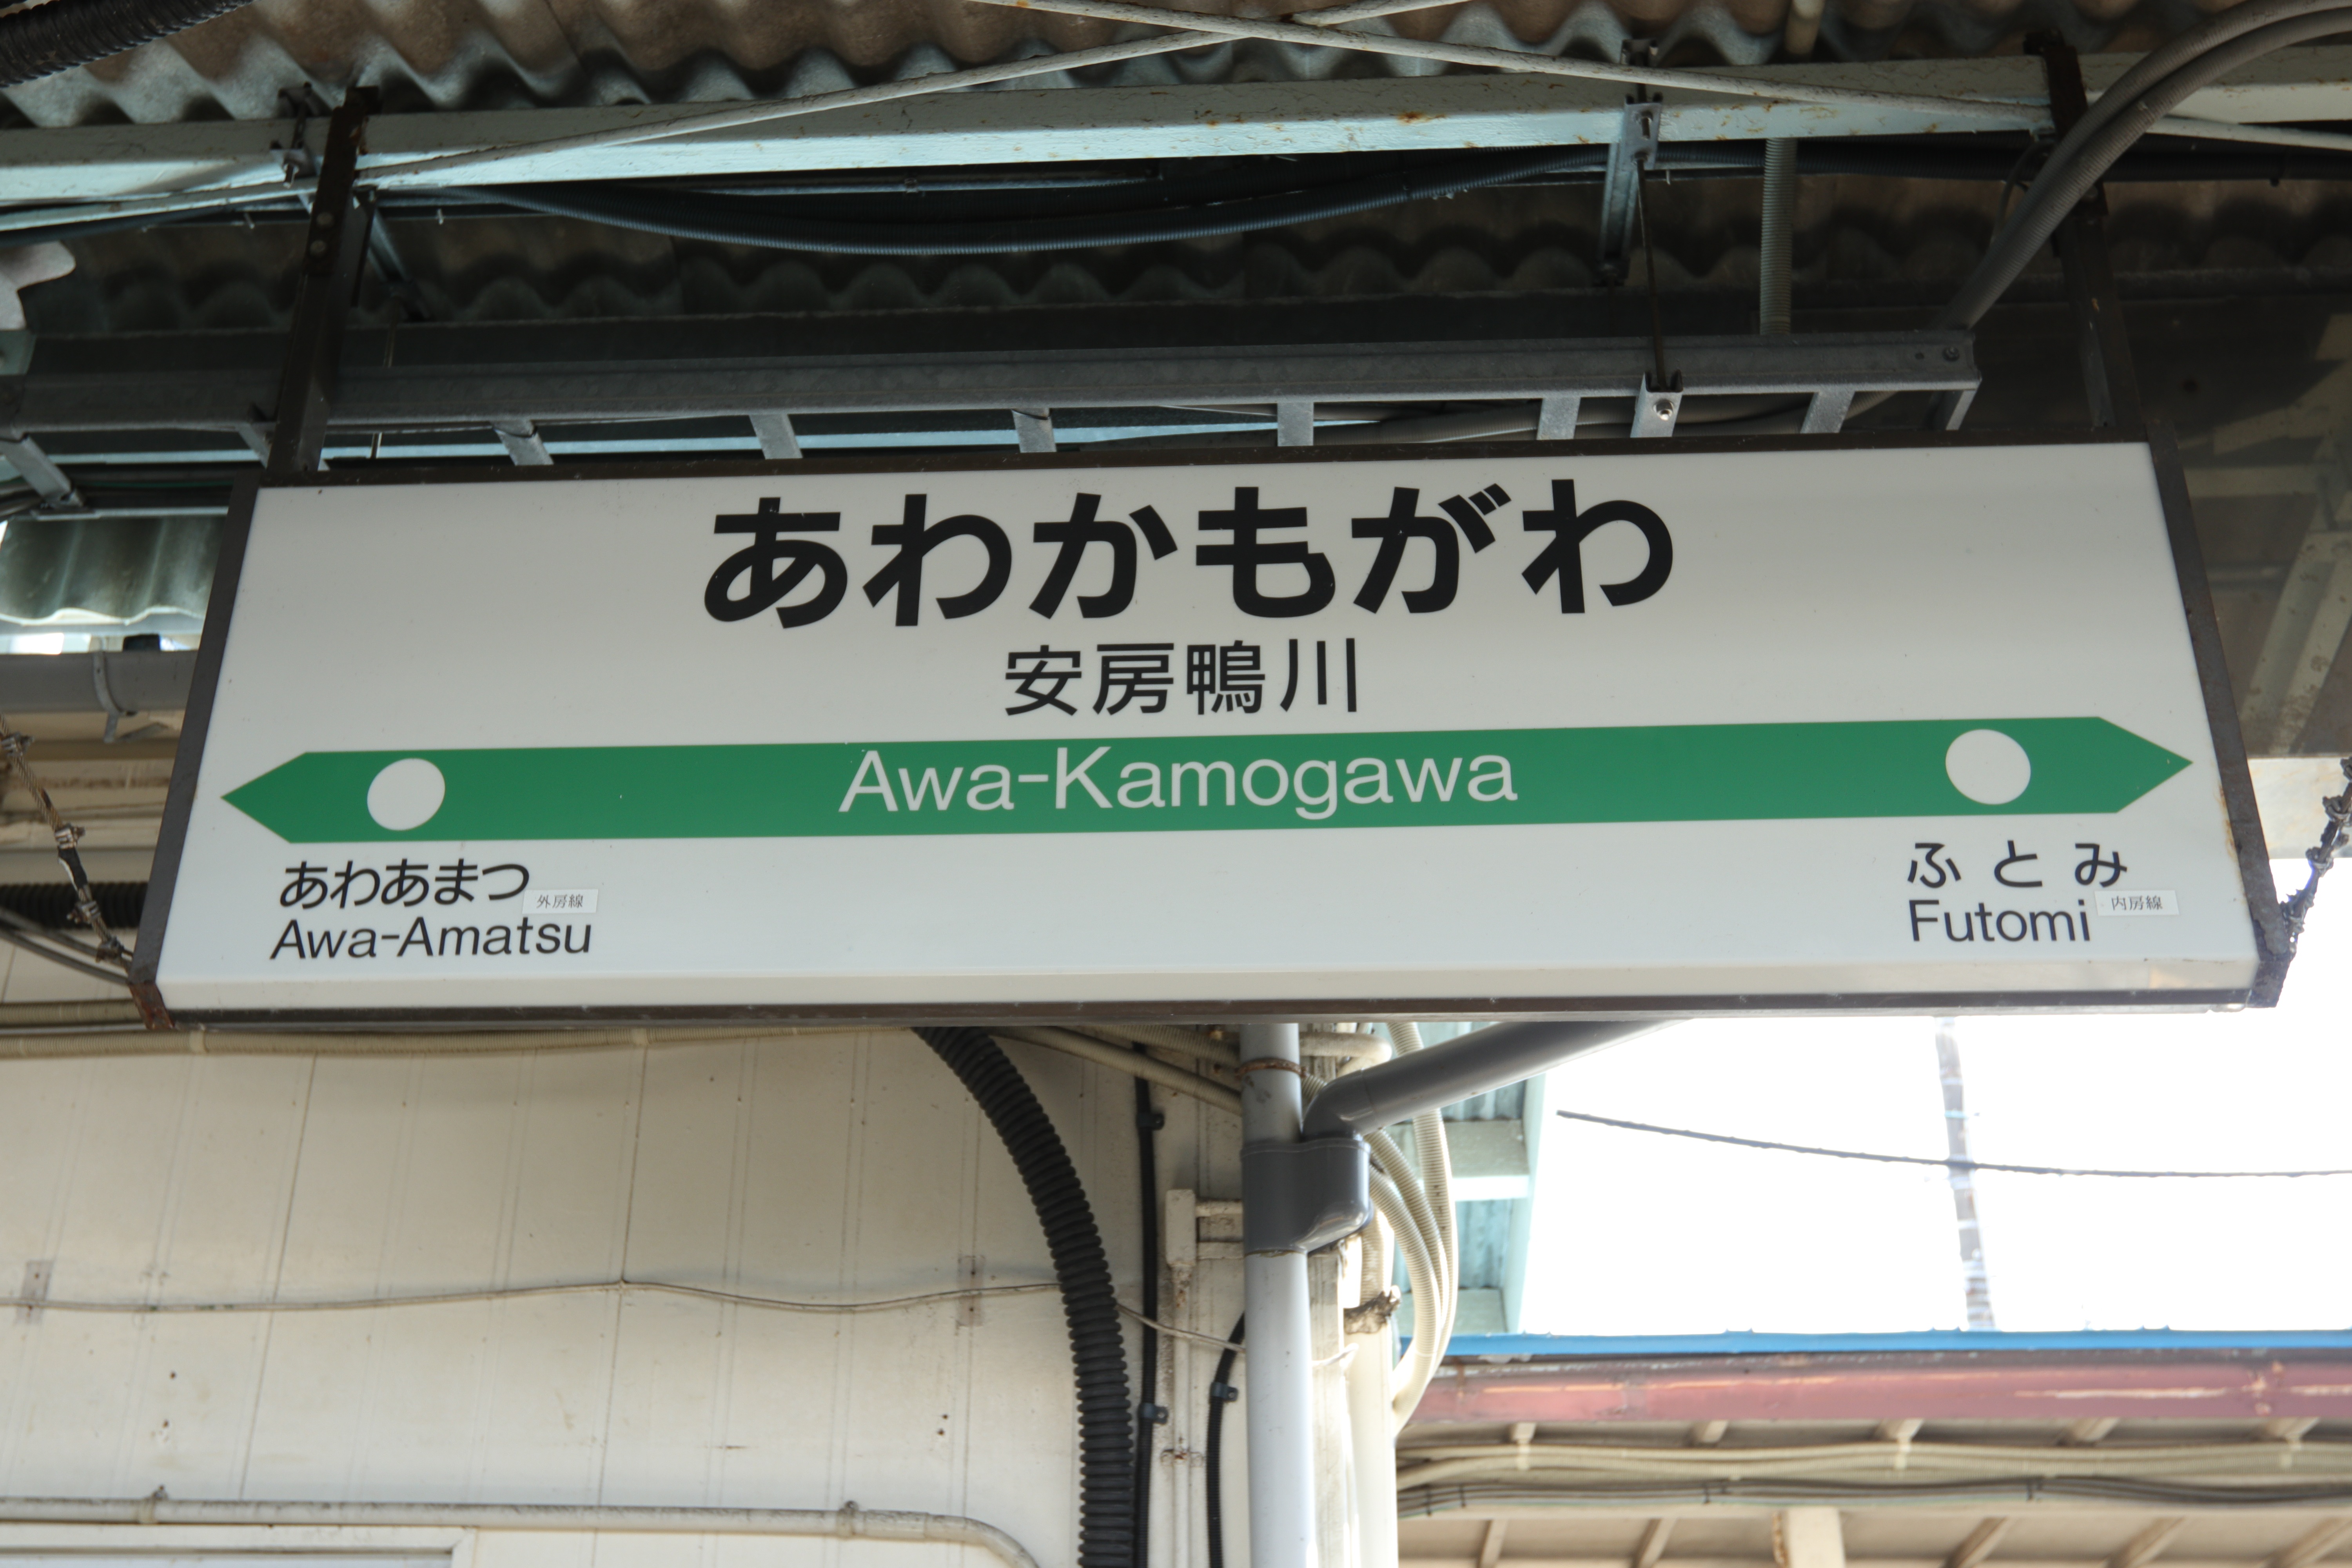 あわかもがわ
安房鴨川
Awa-Kamogawa
あわあまつ 外房線
Awa-Amatsu
ふとみ 内房線
Futomi